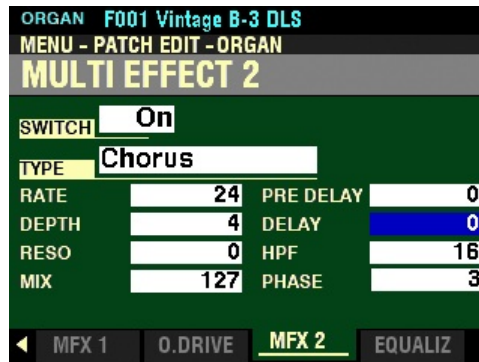 ORGAN F001 Vintage B-3 DLS
MENU - PATCH EDIT - ORGAN
MULTI EFFECT 2
SWITCH On
TYPE Chorus
RATE 24 PRE DELAY 0
DEPTH 4 DELAY 0
RESO 0 HPF 16
MIX 127 PHASE 3
MFX 1 O.DRIVE MFX 2 EQUALIZ